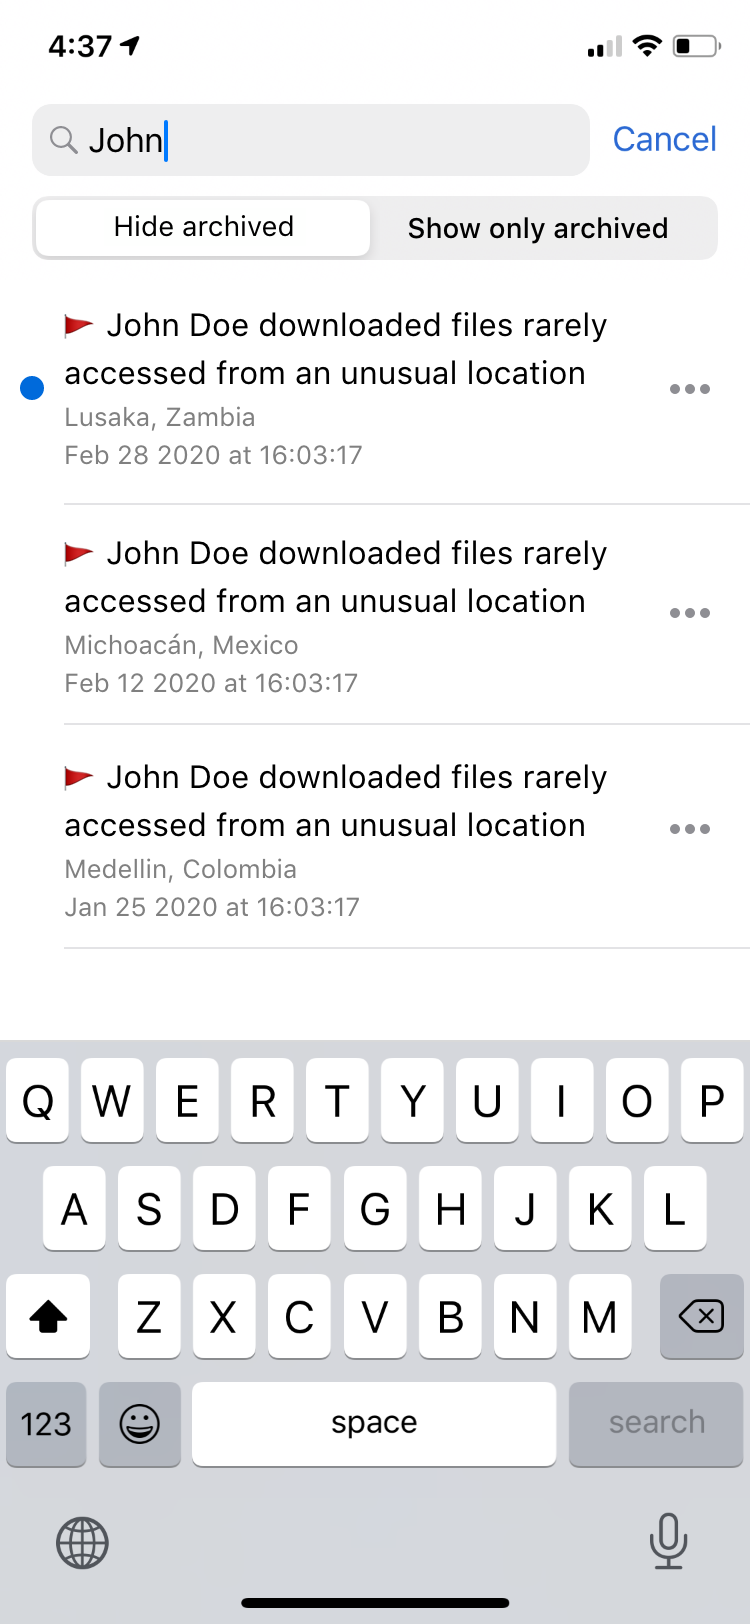 4:37
John
Cancel
Hide archived
Show only archived
John Doe downloaded files rarely
accessed from an unusual location
Lusaka, Zambia
Feb 28 2020 at 16:03:17
John Doe downloaded files rarely
accessed from an unusual location
Michoacán, Mexico
Feb 12 2020 at 16:03:17
John Doe downloaded files rarely
accessed from an unusual location
Medellin, Colombia
Jan 25 2020 at 16:03:17
Q W E R T Y U I O P
A S D F G H J K L
Z X C V B N M
123 space search